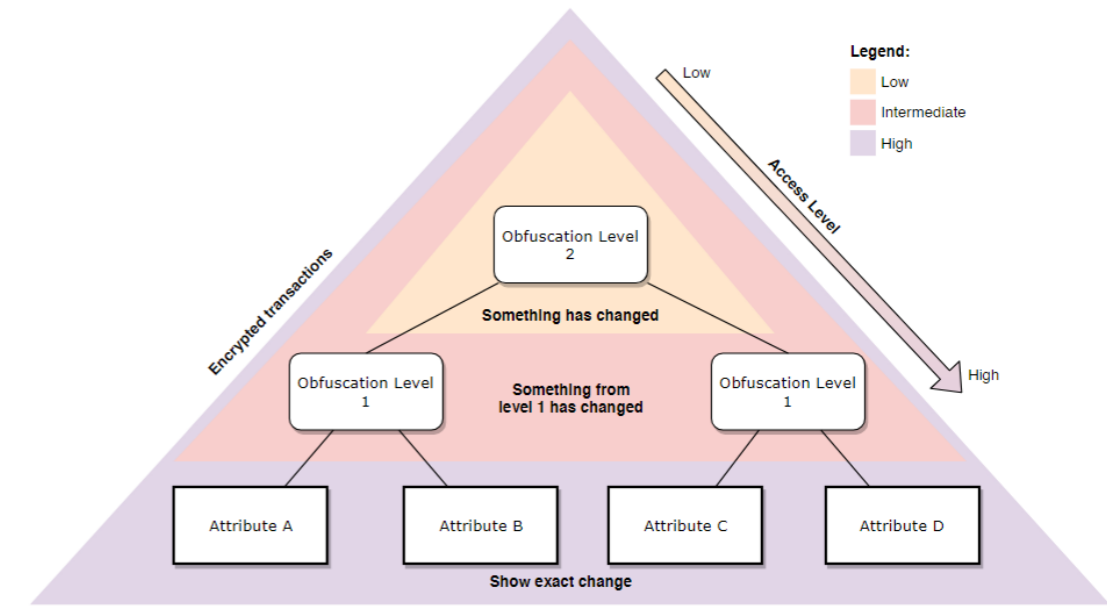 Legend:
Low
Intermediate
High
Low
Access Level
High
Encrypted transactions
Obfuscation Level
2
Something has changed
Obfuscation Level
1
Something from
level 1 has changed
Obfuscation Level
1
Attribute A
Attribute B
Attribute C
Attribute D
Show exact change